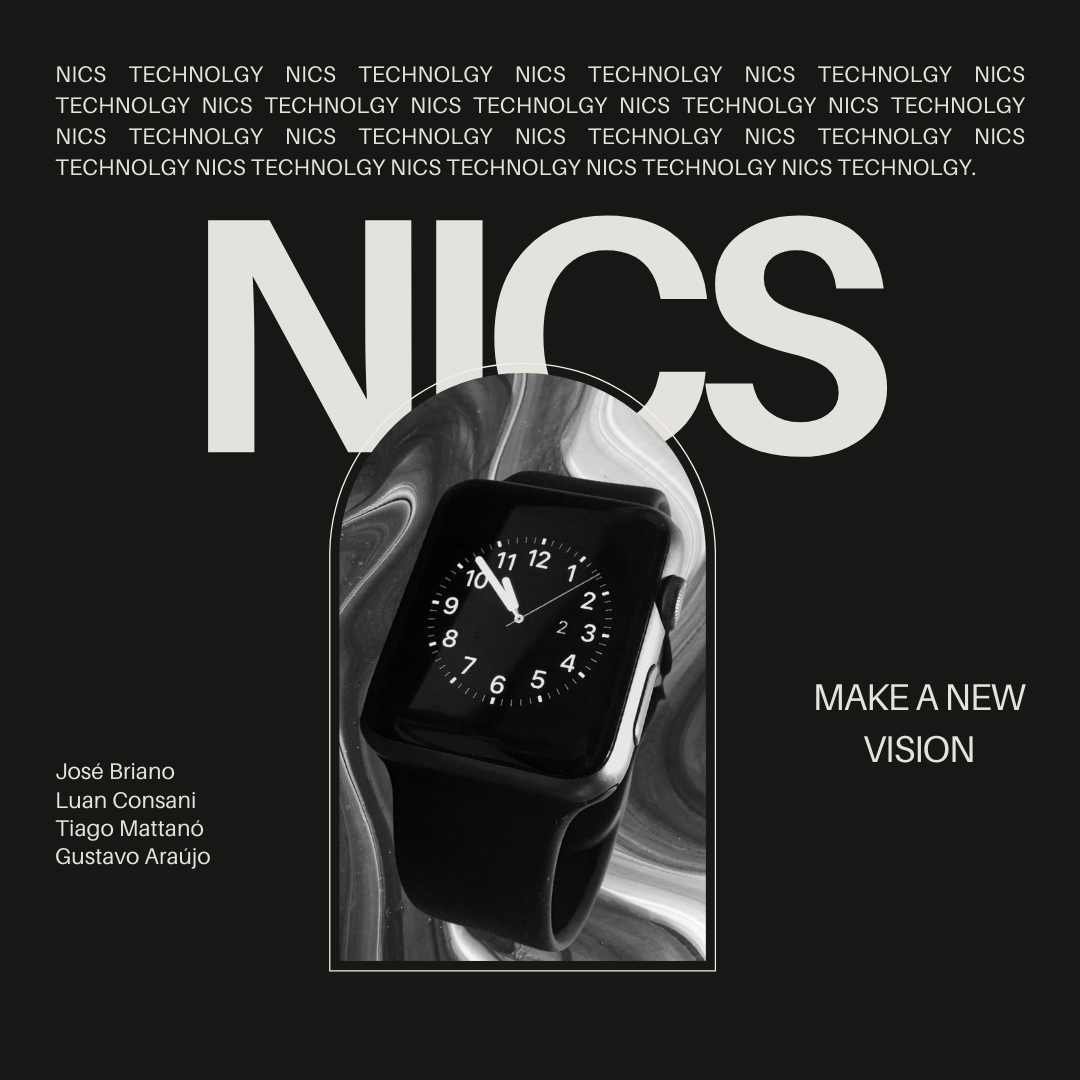 NICS TECHNOLGY NICS TECHNOLGY NICS TECHNOLGY NICS TECHNOLGY NICS
TECHNOLGY NICS TECHNOLGY NICS TECHNOLGY NICS TECHNOLGY NICS TECHNOLGY
NICS TECHNOLGY NICS TECHNOLGY NICS TECHNOLGY NICS TECHNOLGY NICS
TECHNOLGY NICS TECHNOLGY NICS TECHNOLGY NICS TECHNOLGY NICS TECHNOLGY.
NICS
11 12 1
10 2
9 2 3
8 4
7 6 5
MAKE A NEW
VISION
José Briano
Luan Consani
Tiago Mattanó
Gustavo Araújo